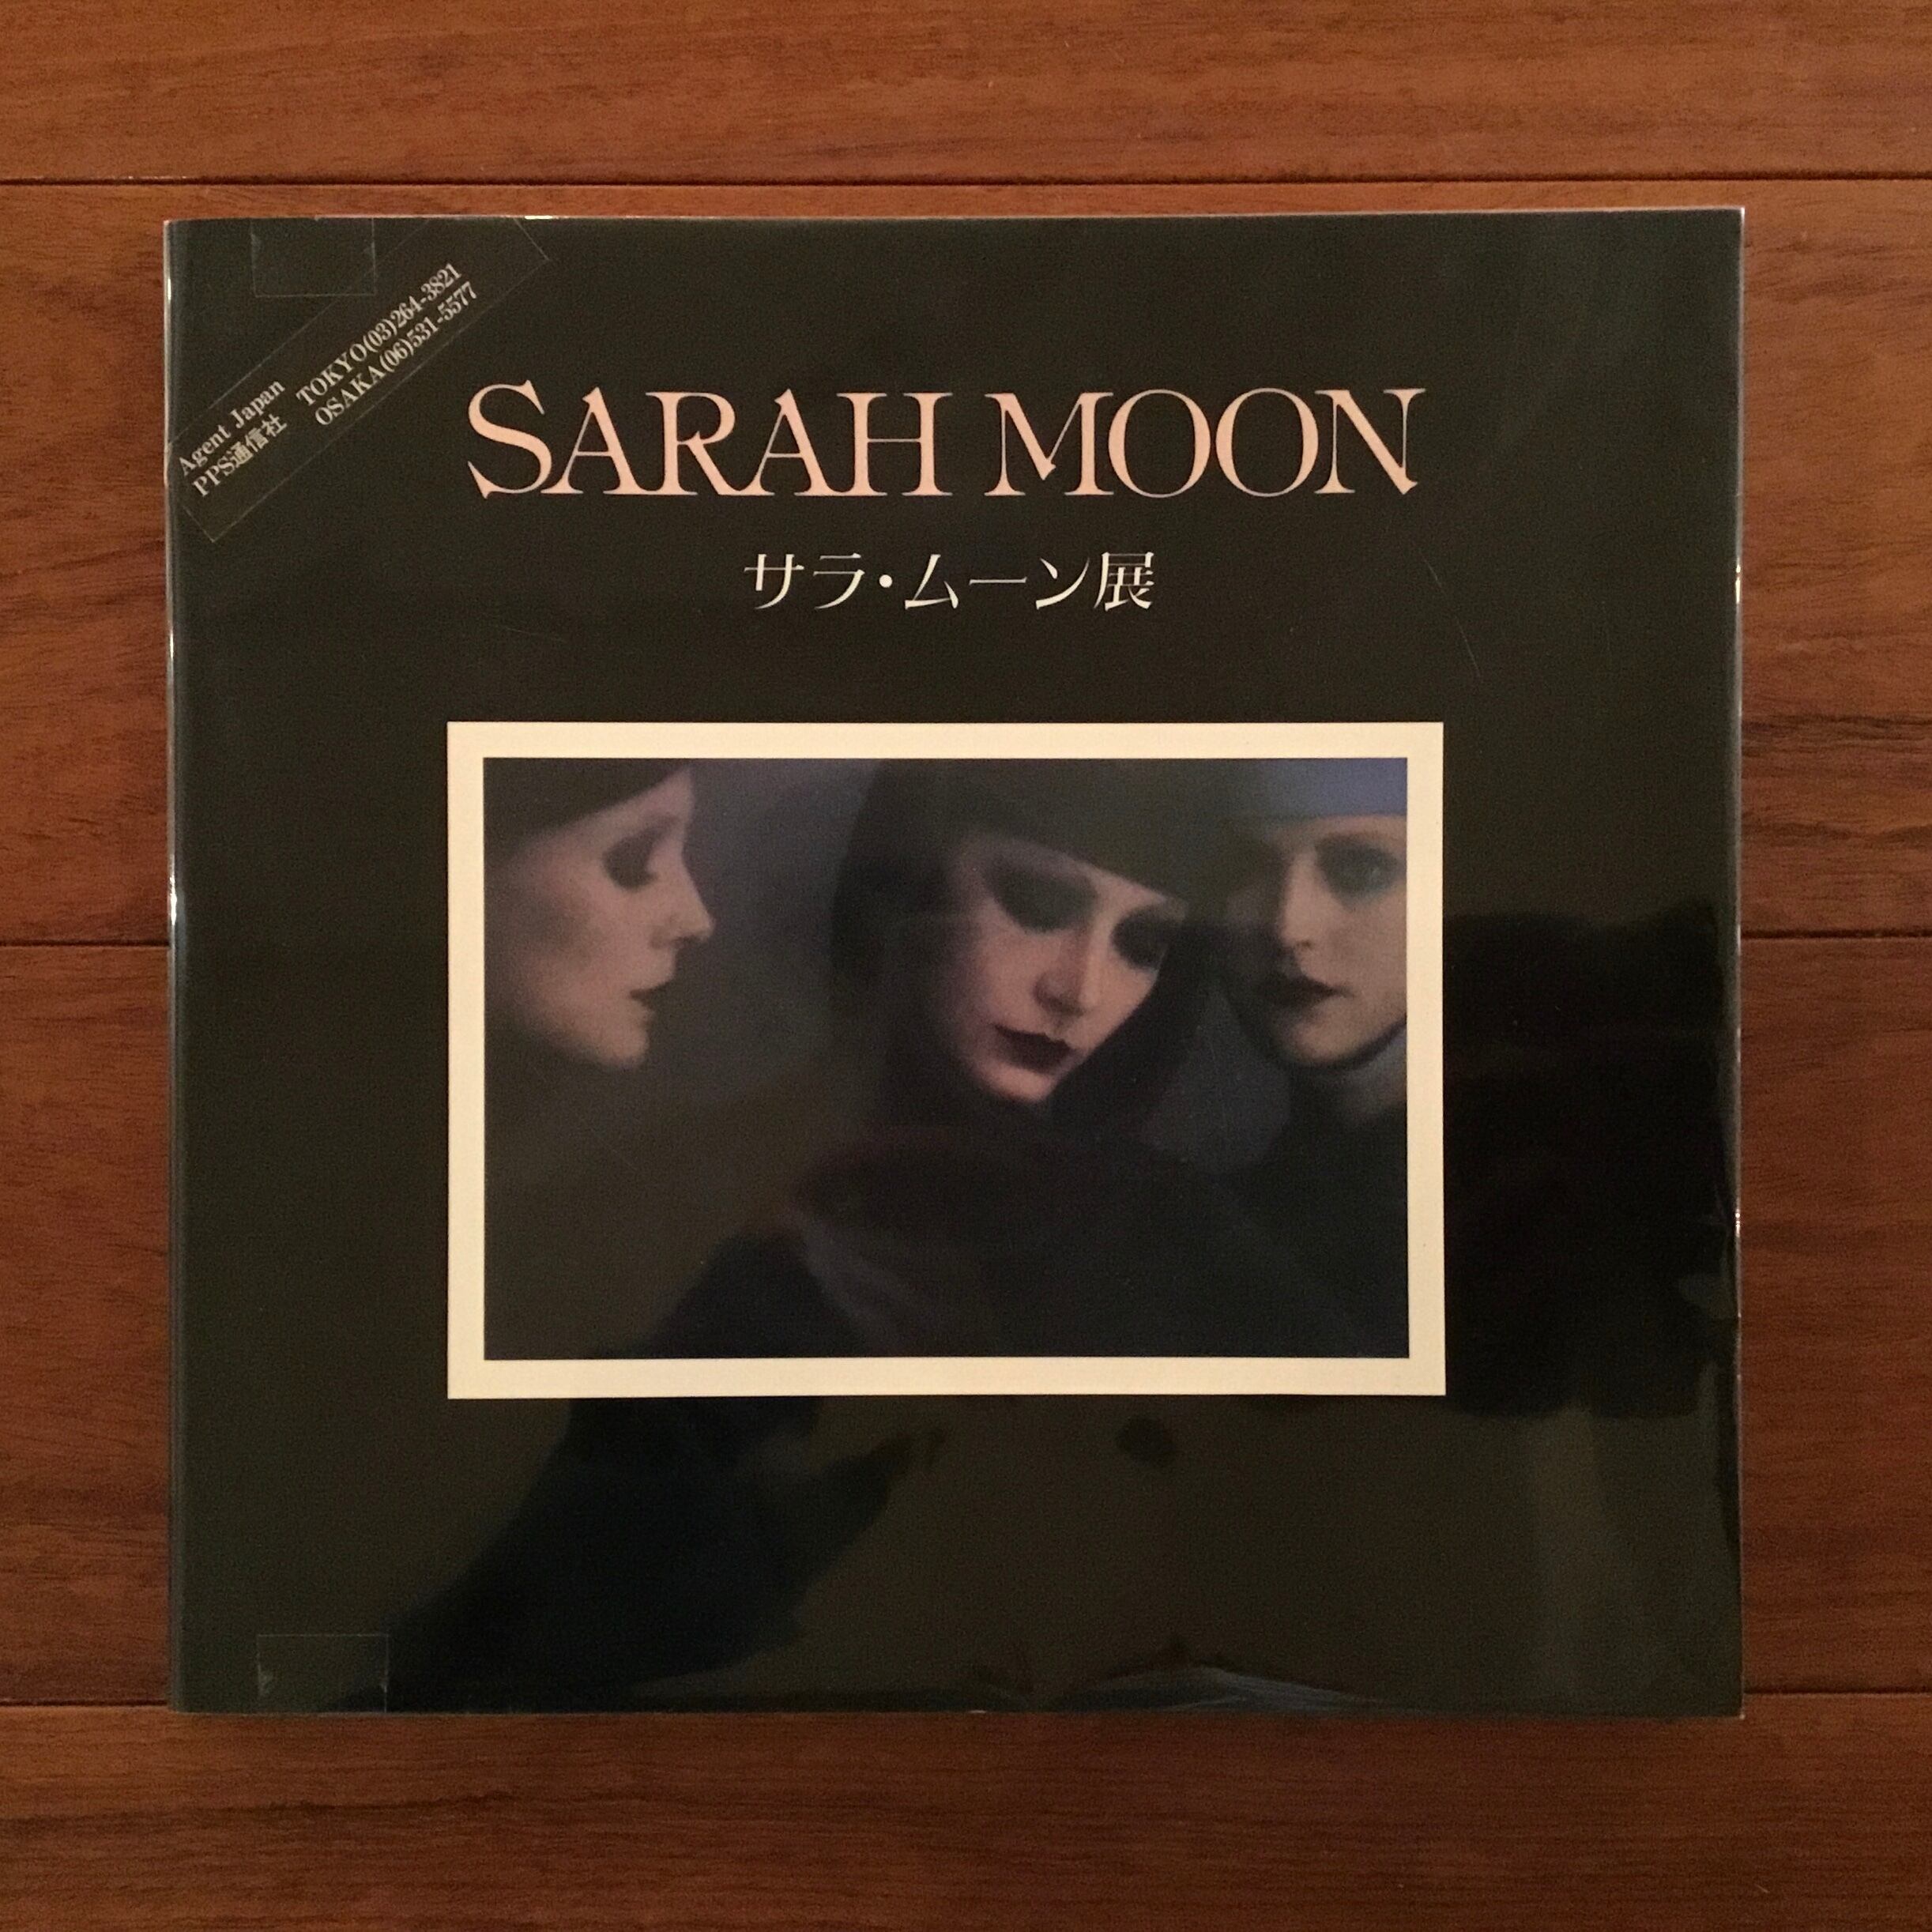 Agent Japan
PPS通信社 TOKYO(03)264-3821
OSAKA(06)531-5577
SARAH MOON
サラ・ムーン展